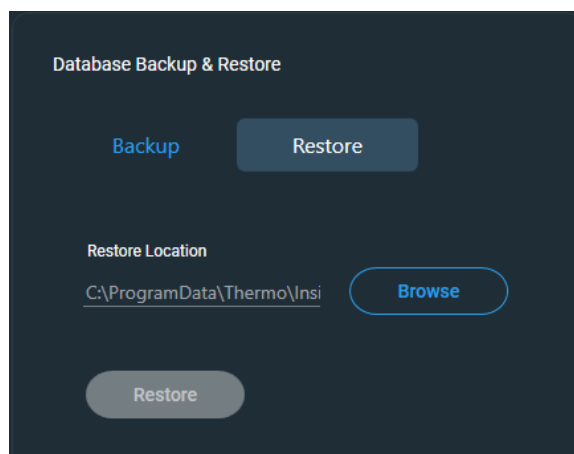 Database Backup & Restore
Backup Restore
Restore Location
C:\ProgramData\Thermo\Insi
Browse
Restore